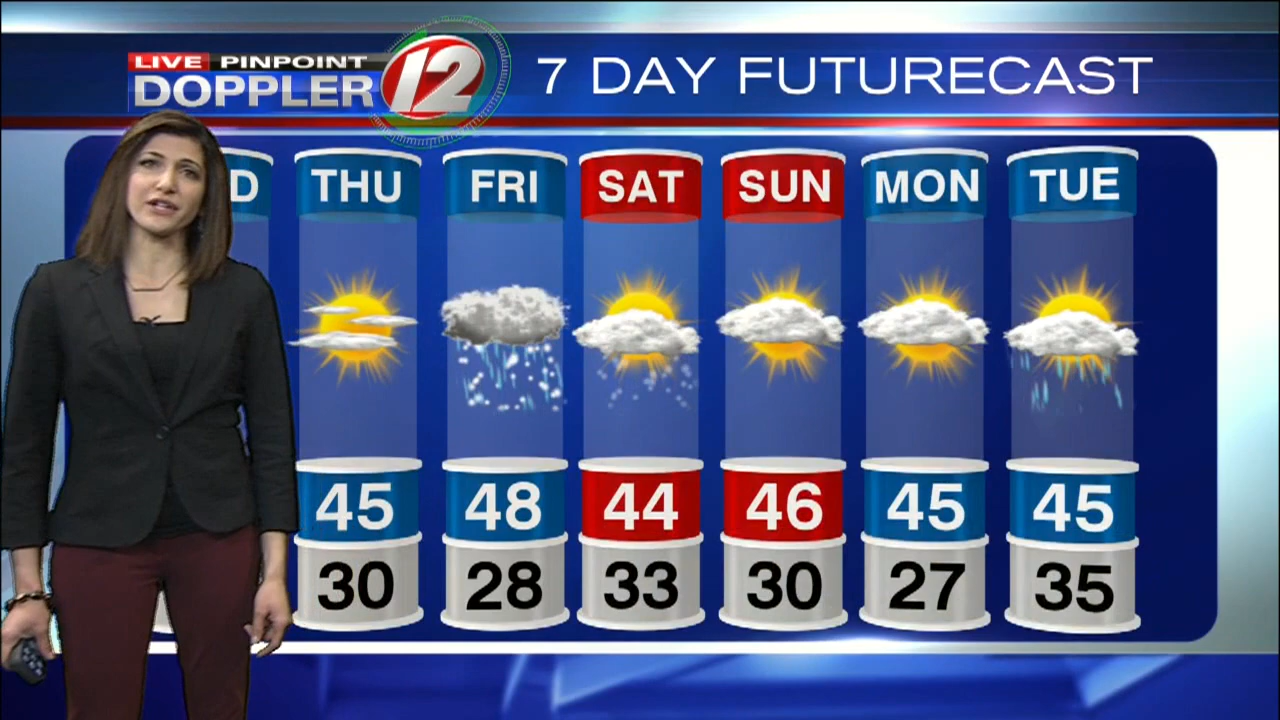 LIVE PINPOINT
DOPPLER 12
7 DAY FUTURECAST
D THU FRI SAT SUN MON TUE
45 48 44 46 45 45
30 28 33 30 27 35